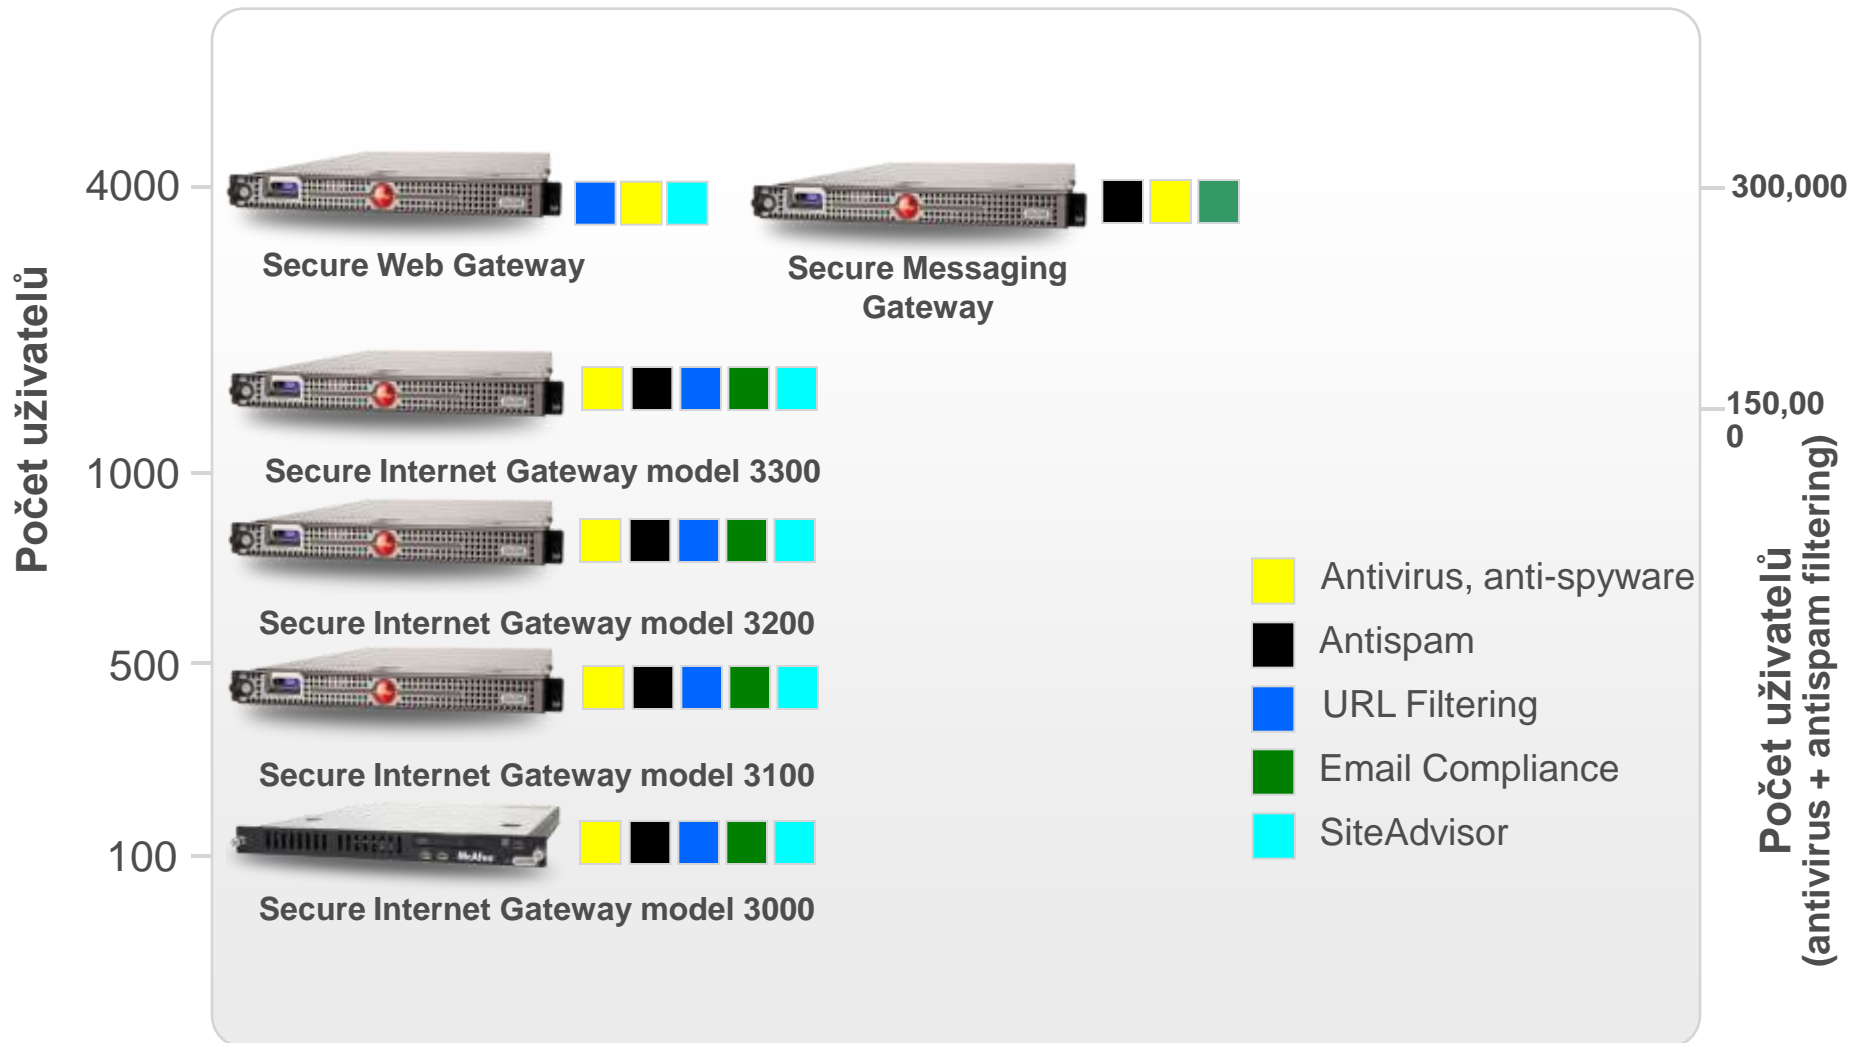 4000
300,000
Secure Web Gateway
Secure Messaging
Gateway
Počet uživatelů
150,00
0
1000
Secure Internet Gateway model 3300
Secure Internet Gateway model 3200
500
Secure Internet Gateway model 3100
McAfee
100
Secure Internet Gateway model 3000
Antivirus, anti-spyware
Antispam
URL Filtering
Email Compliance
SiteAdvisor
Počet uživatelů
(antivirus + antispam filtering)